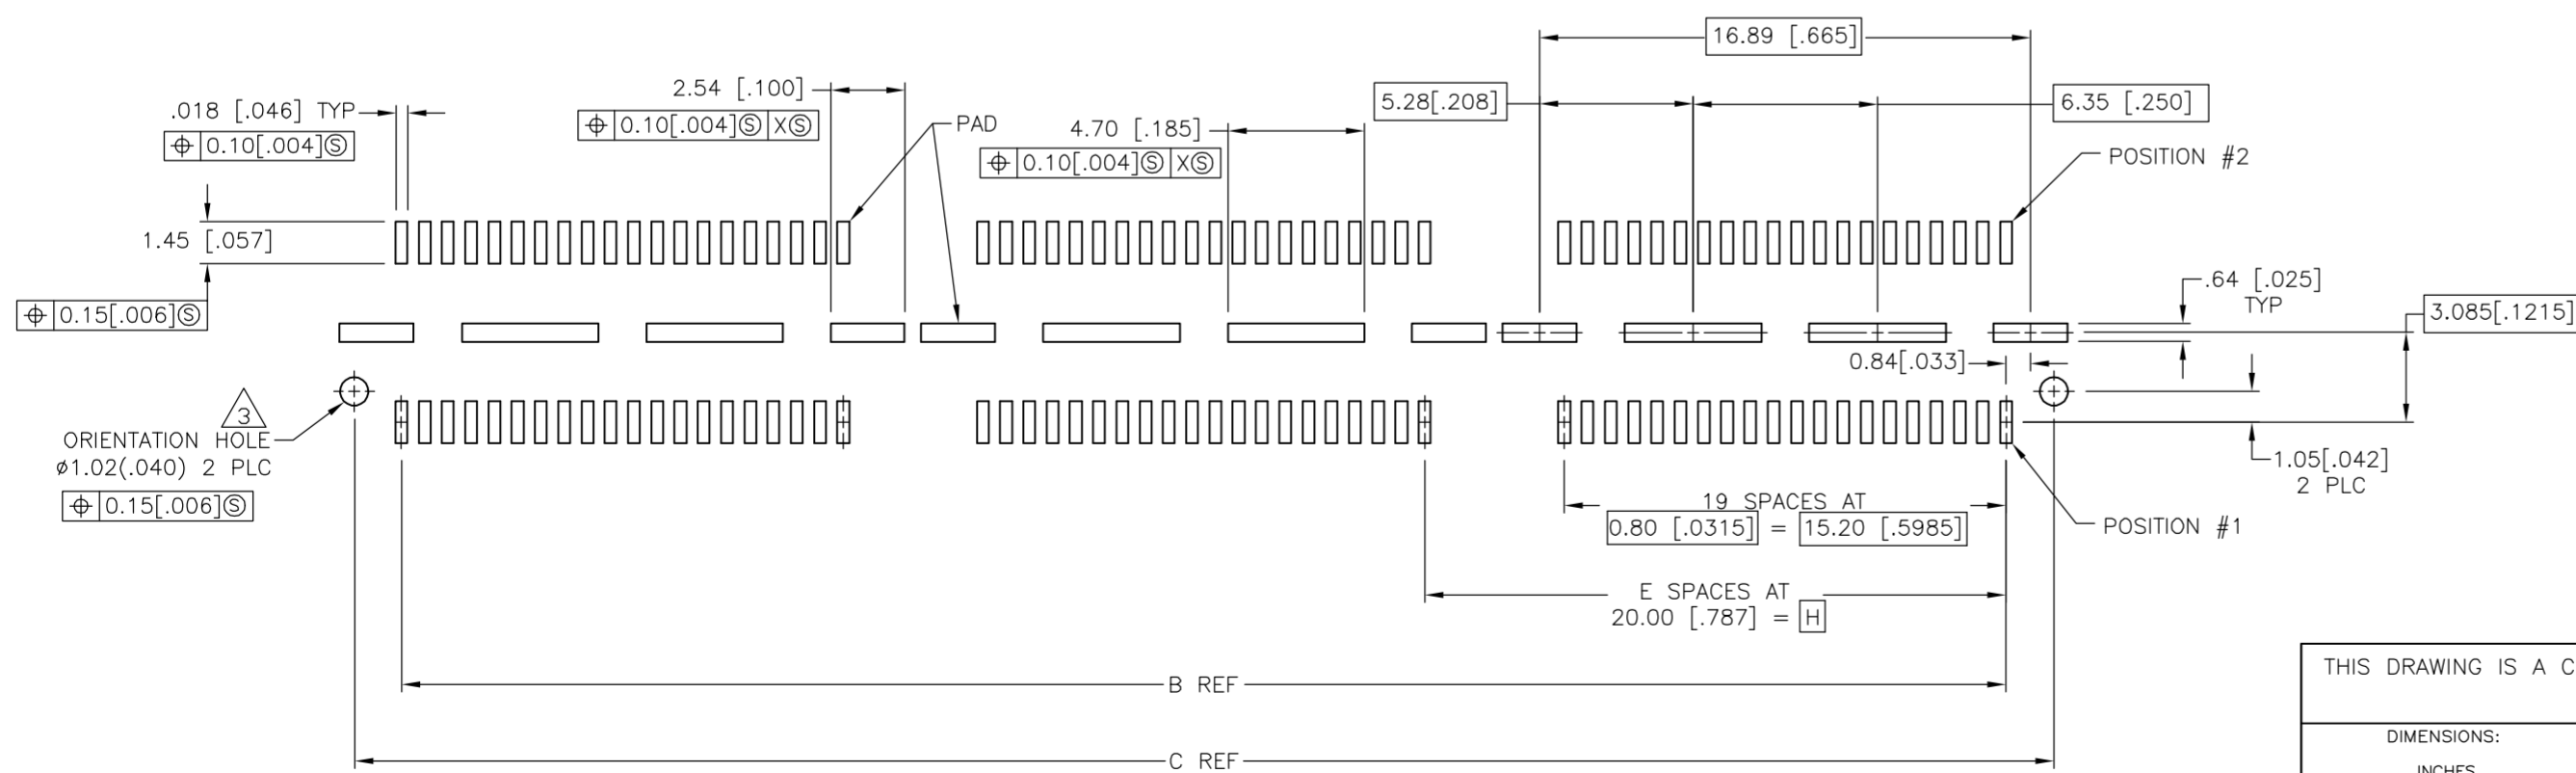 16.89 [.665]
2.54 [.100]
5.28[.208]
6.35 [.250]
.018 [.046] TYP
⌖ 0.10[.004]Ⓢ XⓈ
PAD
4.70 [.185]
⌖ 0.10[.004]Ⓢ
⌖ 0.10[.004]Ⓢ XⓈ
POSITION #2
1.45 [.057]
.64 [.025]
TYP
⌖ 0.15[.006]Ⓢ
3.085[.1215]
0.84[.033]
3
ORIENTATION HOLE
ø1.02(.040) 2 PLC
⌖ 0.15[.006]Ⓢ
1.05[.042]
2 PLC
19 SPACES AT
0.80 [.0315] = 15.20 [.5985]
POSITION #1
E SPACES AT
20.00 [.787] = H
B REF
THIS DRAWING IS A C
DIMENSIONS:
C REF
INCHES